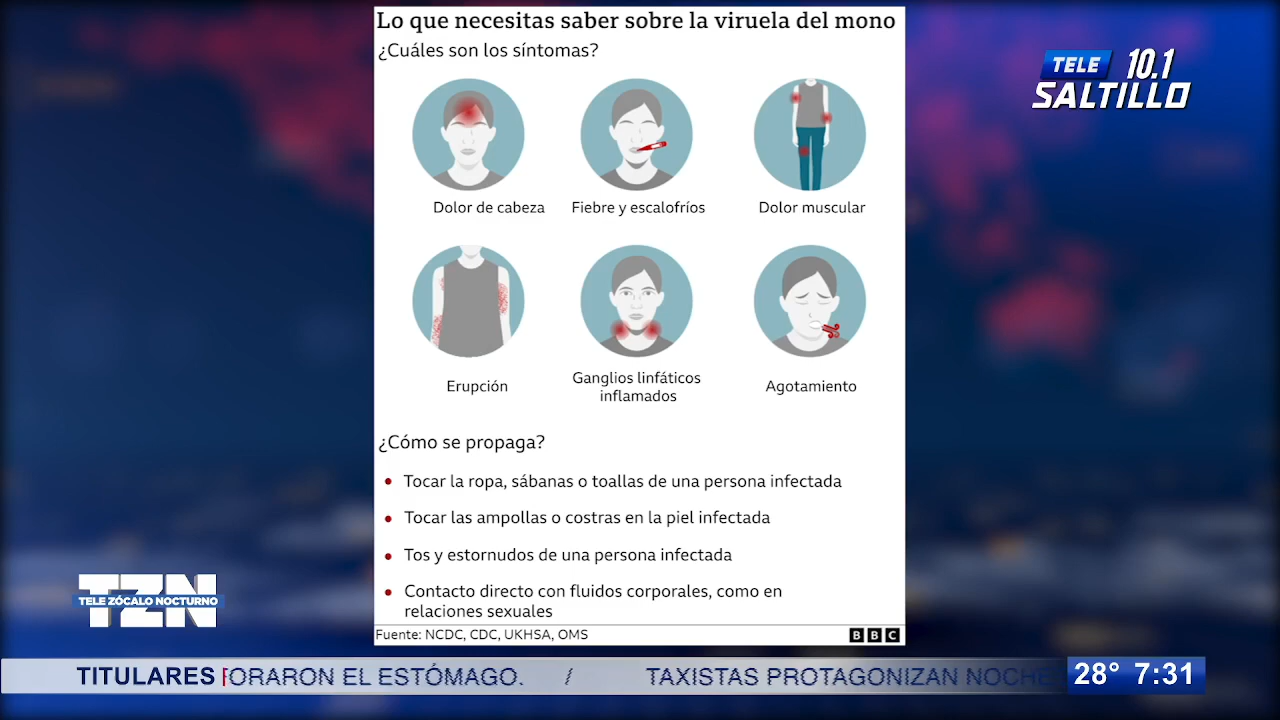 Lo que necesitas saber sobre la viruela del mono
¿Cuáles son los síntomas?
TELE 10.1
SALTILLO
Dolor de cabeza
Fiebre y escalofríos
Dolor muscular
Erupción
Ganglios linfáticos
inflamados
Agotamiento
¿Cómo se propaga?
• Tocar la ropa, sábanas o toallas de una persona infectada
• Tocar las ampollas o costras en la piel infectada
• Tos y estornudos de una persona infectada
• Contacto directo con fluidos corporales, como en
relaciones sexuales
Fuente: NCDC, CDC, UKHSA, OMS
BBC
TZN
TELE ZÓCALO NOCTURNO
TITULARES ORARON EL ESTÓMAGO. / TAXISTAS PROTAGONIZAN NOCHE 28° 7:31